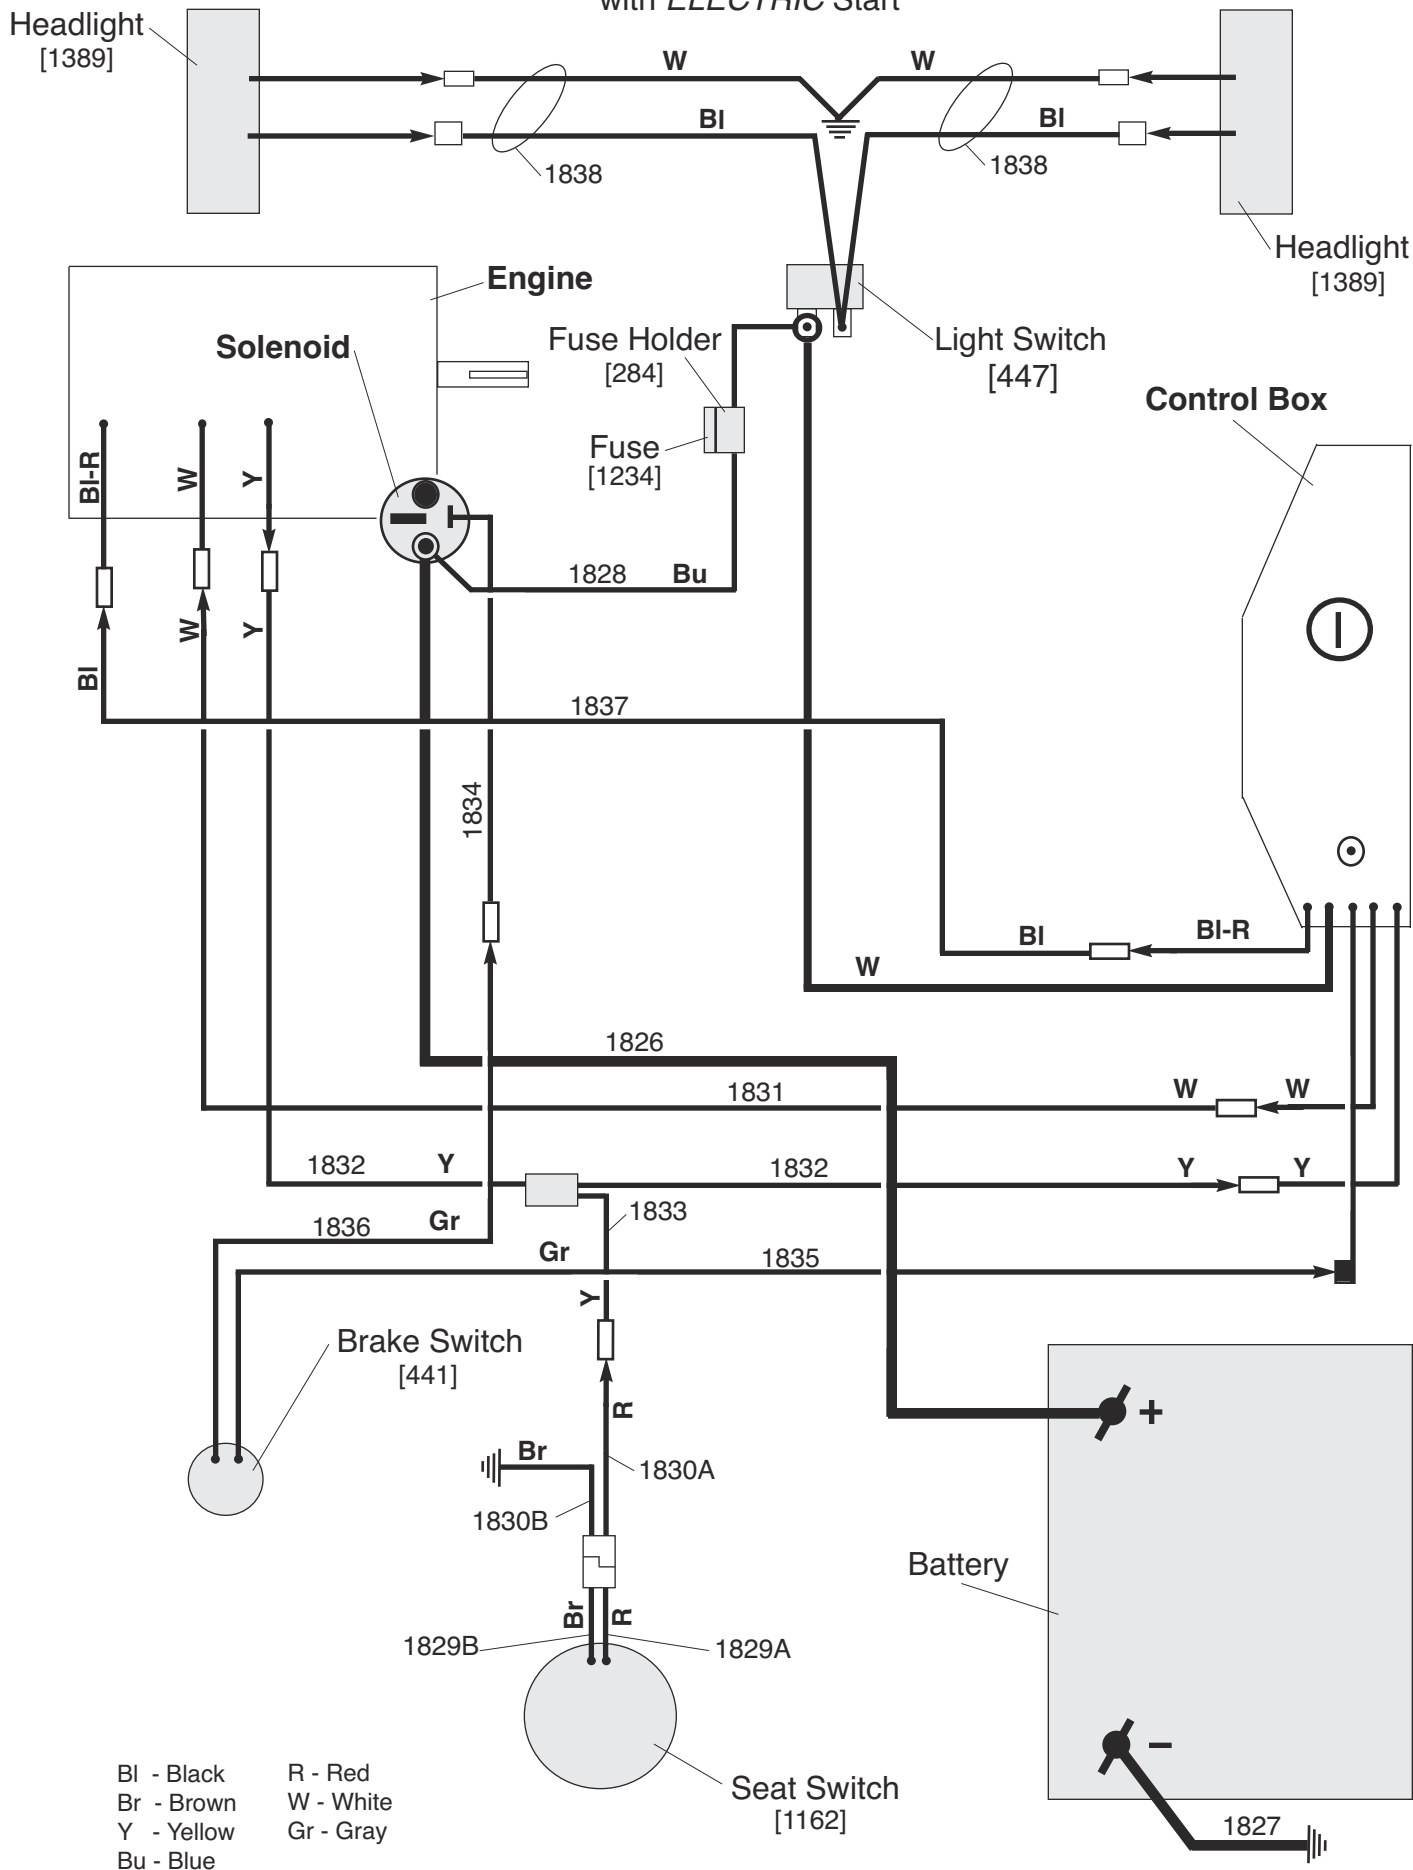 with ELECTRIC Start
Headlight
[1389]
W
W
Bl
Bl
1838
1838
Headlight
[1389]
Engine
Solenoid
Fuse Holder
[284]
Light Switch
[447]
Control Box
Fuse
[1234]
Bl-R
W
Y
1828
Bu
W
Y
Bl
1837
1834
Bl
Bl-R
W
1826
1831
W
W
1832
Y
1832
Y
Y
1833
1836
Gr
Gr
1835
Y
Brake Switch
[441]
+
R
Br
1830A
1830B
Battery
Br
R
1829B
1829A
–
Seat Switch
[1162]
1827
Bl - Black
Br - Brown
Y - Yellow
Bu - Blue
R - Red
W - White
Gr - Gray